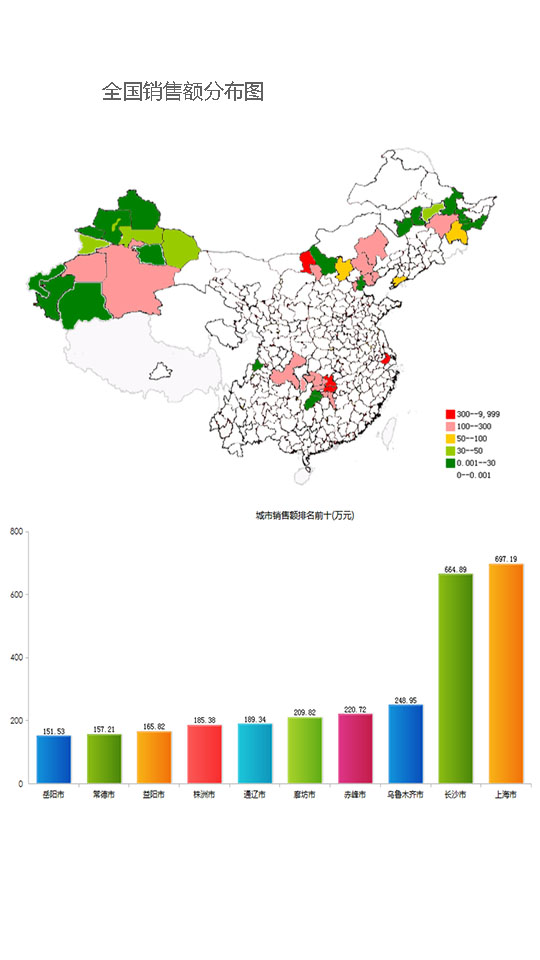 全国销售额分布图
300--9,999
100--300
50--100
30--50
0.001--30
0--0.001
城市销售额排名前十(万元)
800
600
400
200
0
151.53
157.21
165.82
185.38
189.34
209.82
220.72
248.95
664.89
697.19
岳阳市
常德市
益阳市
株洲市
通辽市
廊坊市
赤峰市
乌鲁木齐市
长沙市
上海市